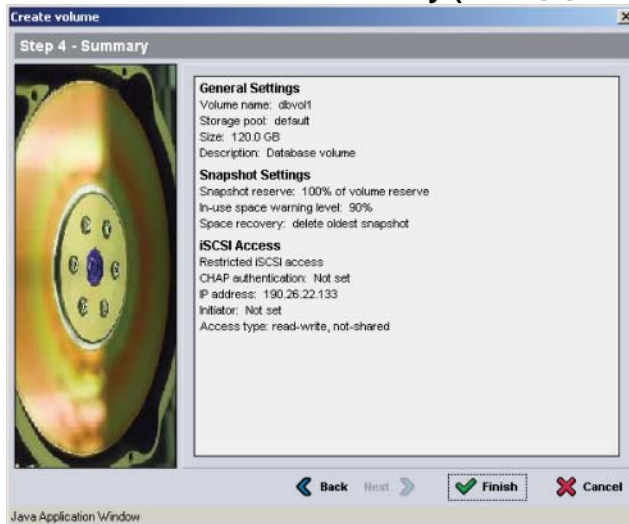 Create volume
Step 4 - Summary
General Settings
Volume name: dbvol1
Storage pool: default
Size: 120.0 GB
Description: Database volume
Snapshot Settings
Snapshot reserve: 100% of volume reserve
In-use space warning level: 90%
Space recovery: delete oldest snapshot
iSCSI Access
Restricted iSCSI access
CHAP authentication: Not set
IP address: 190.26.22.133
Initiator: Not set
Access type: read-write, not-shared
Back Next Finish Cancel
Java Application Window